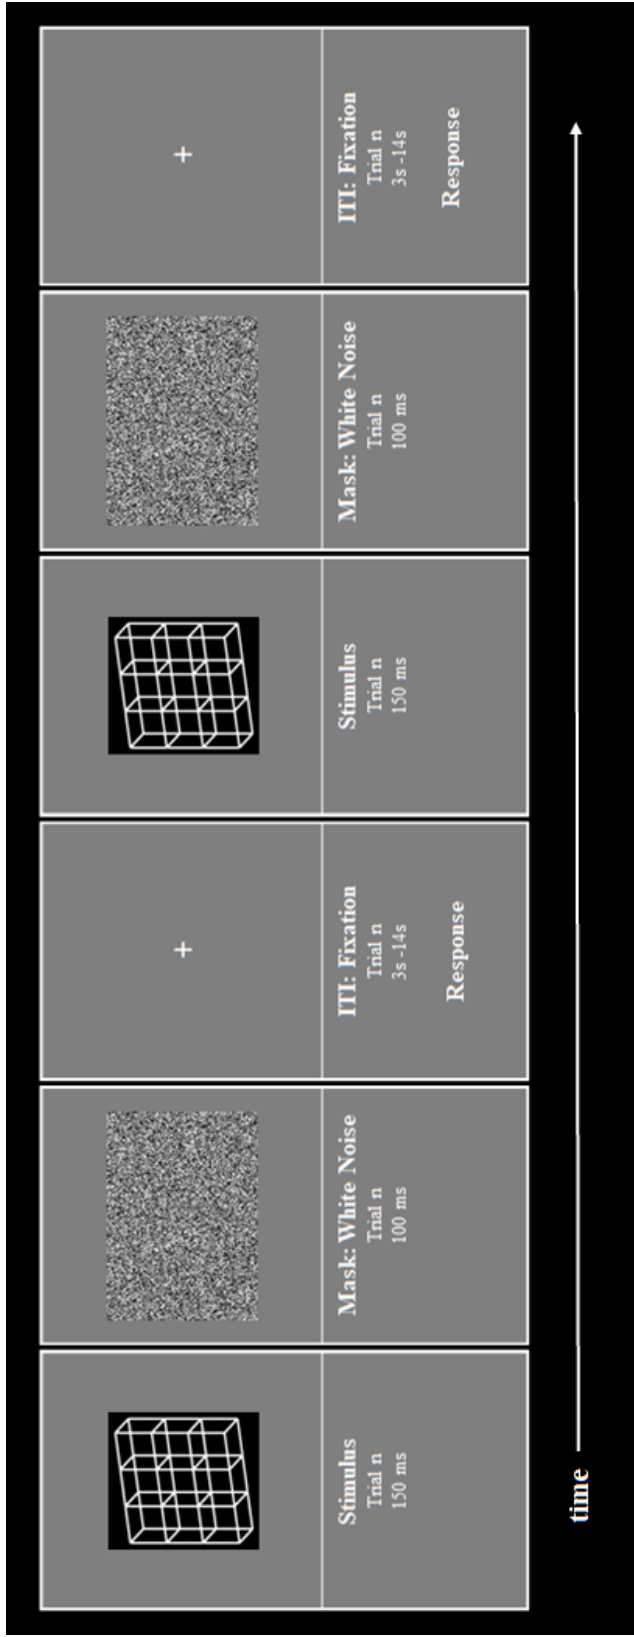 Stimulus
Trial n
150 ms
Mask: White Noise
Trial n
100 ms
ITI: Fixation
Trial n
3s -14s
Response
Stimulus
Trial n
150 ms
Mask: White Noise
Trial n
100 ms
ITI: Fixation
Trial n
3s -14s
Response
time